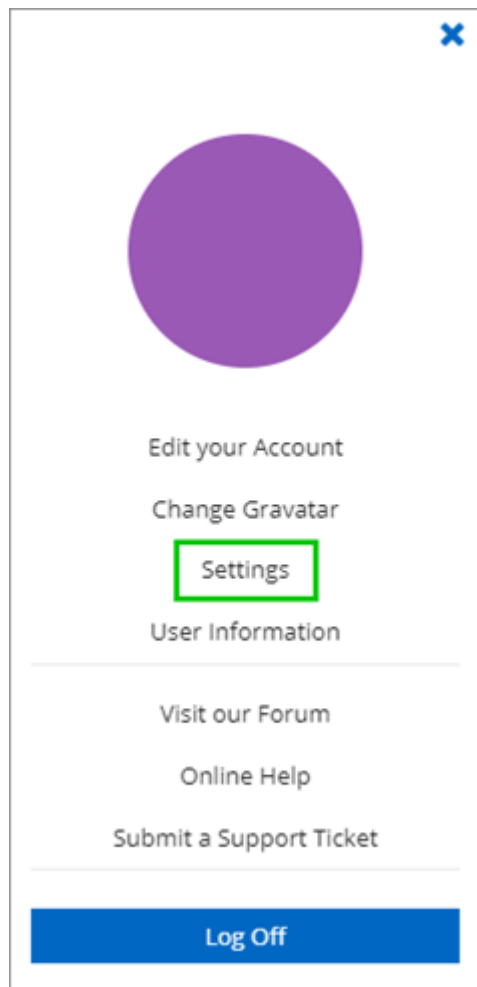 Edit your Account
Change Gravatar
Settings
User Information
Visit our Forum
Online Help
Submit a Support Ticket
Log Off